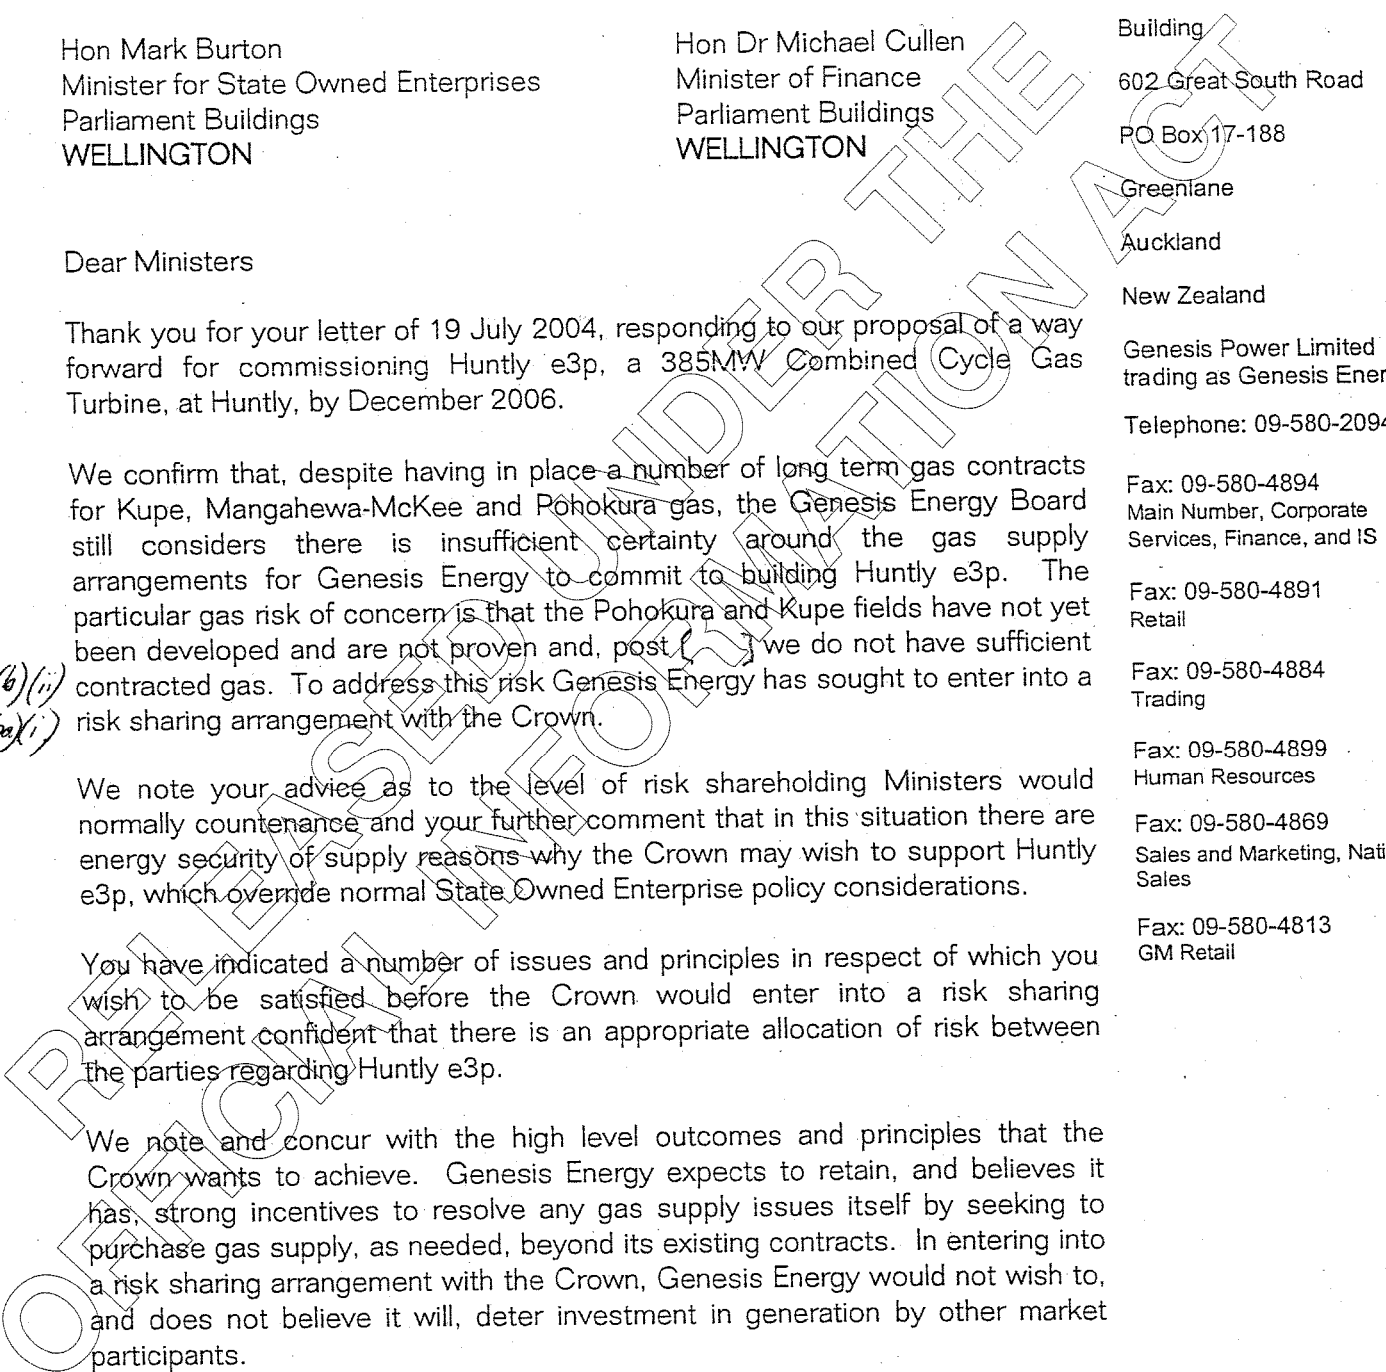 Hon Mark Burton
Minister for State Owned Enterprises
Parliament Buildings
WELLINGTON
Hon Dr Michael Cullen
Minister of Finance
Parliament Buildings
WELLINGTON
Dear Ministers
Thank you for your letter of 19 July 2004, responding to our proposal of a way
forward for commissioning Huntly e3p, a 385MW Combined Cycle Gas
Turbine, at Huntly, by December 2006.
We confirm that, despite having in place a number of long term gas contracts
for Kupe, Mangahewa-McKee and Pohokura gas, the Genesis Energy Board
still considers there is insufficient certainty around the gas supply
arrangements for Genesis Energy to commit to building Huntly e3p. The
particular gas risk of concern is that the Pohokura and Kupe fields have not yet
been developed and are not proven and, post [ ] we do not have sufficient
contracted gas. To address this risk Genesis Energy has sought to enter into a
risk sharing arrangement with the Crown.
(b)(ii)
(i)
We note your advice as to the level of risk shareholding Ministers would
normally countenance and your further comment that in this situation there are
energy security of supply reasons why the Crown may wish to support Huntly
e3p, which override normal State Owned Enterprise policy considerations.
You have indicated a number of issues and principles in respect of which you
wish to be satisfied before the Crown would enter into a risk sharing
arrangement confident that there is an appropriate allocation of risk between
the parties regarding Huntly e3p.
We note and concur with the high level outcomes and principles that the
Crown wants to achieve. Genesis Energy expects to retain, and believes it
has, strong incentives to resolve any gas supply issues itself by seeking to
purchase gas supply, as needed, beyond its existing contracts. In entering into
a risk sharing arrangement with the Crown, Genesis Energy would not wish to,
and does not believe it will, deter investment in generation by other market
participants.
Building
602 Great South Road
PO Box 17-188
Greenlane
Auckland
New Zealand
Genesis Power Limited
trading as Genesis Ener
Telephone: 09-580-2094
Fax: 09-580-4894
Main Number, Corporate
Services, Finance, and IS
Fax: 09-580-4891
Retail
Fax: 09-580-4884
Trading
Fax: 09-580-4899
Human Resources
Fax: 09-580-4869
Sales and Marketing, Nati
Sales
Fax: 09-580-4813
GM Retail
RELEASED UNDER THE
OFFICIAL INFORMATION ACT